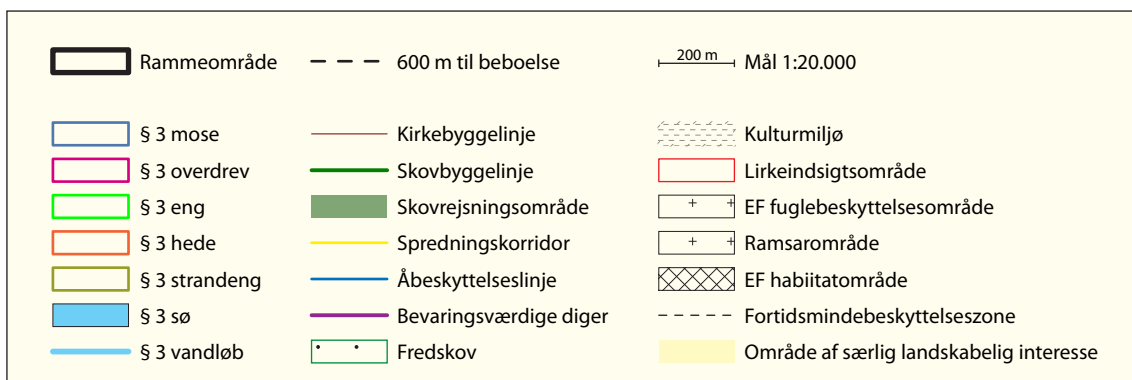 Rammeområde
600 m til beboelse
200 m
Mål 1:20.000
§ 3 mose
Kirkebyggelinje
Kulturmiljø
§ 3 overdrev
Skovbyggelinje
Lirkeindsigtsområde
§ 3 eng
Skovrejsningsområde
EF fuglebeskyttelsesområde
§ 3 hede
Spredningskorridor
Ramsarområde
§ 3 strandeng
Åbeskyttelseslinje
EF habiitatområde
§ 3 sø
Bevaringsværdige diger
Fortidsmindebeskyttelseszone
§ 3 vandløb
Fredskov
Område af særlig landskabelig interesse